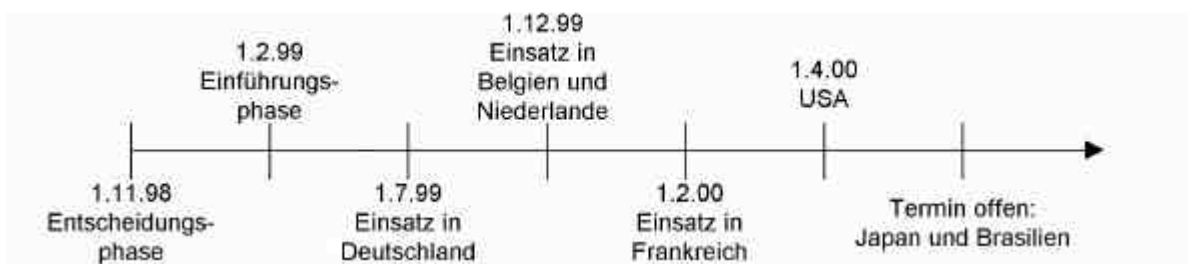 1.11.98
Entscheidungs-
phase
1.2.99
Einführungs-
phase
1.7.99
Einsatz in
Deutschland
1.12.99
Einsatz in
Belgien und
Niederlande
1.2.00
Einsatz in
Frankreich
1.4.00
USA
Termin offen:
Japan und Brasilien